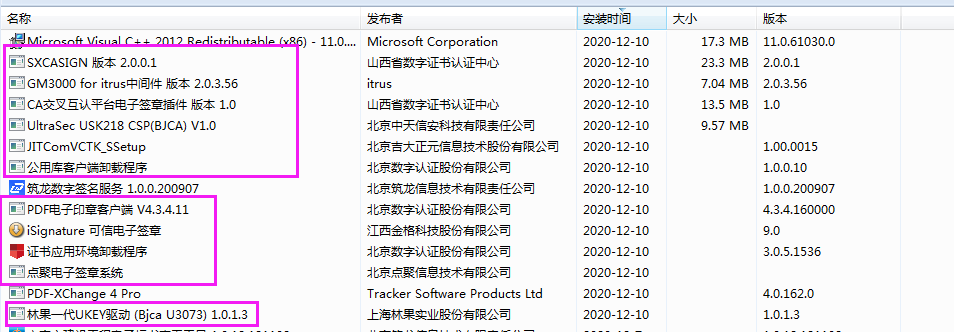 名称 发布者 安装时间 大小 版本
Microsoft Visual C++ 2012 Redistributable (x86) - 11.0.... Microsoft Corporation 2020-12-10 17.3 MB 11.0.61030.0
SXCASIGN 版本 2.0.0.1 山西省数字证书认证中心 2020-12-10 23.3 MB 2.0.0.1
GM3000 for itrus中间件 版本 2.0.3.56 itrus 2020-12-10 7.04 MB 2.0.3.56
CA交叉互认平台电子签章插件 版本 1.0 山西省数字证书认证中心 2020-12-10 13.5 MB 1.0
UltraSec USK218 CSP(BJCA) V1.0 北京中天信安科技有限责任公司 2020-12-10 9.57 MB
JITComVCTK_SSetup 北京吉大正元信息技术有限公司 2020-12-10 1.00.0015
公用库客户端卸载程序 北京数字认证股份有限公司 2020-12-10 1.0.0.10
筑龙数字签名服务 1.0.0.200907 北京筑龙信息技术有限责任公司 2020-12-10 1.0.0.200907
PDF电子印章客户端 V4.3.4.11 北京数字认证股份有限公司 2020-12-10 4.3.4.160000
iSignature 可信电子签章 江西金格科技股份有限公司 2020-12-10 9.0
证书应用环境卸载程序 北京数字认证股份有限公司 2020-12-10 3.0.5.1536
点聚电子签章系统 北京点聚信息技术有限公司 2020-12-10
PDF-XChange 4 Pro Tracker Software Products Ltd 2020-12-10 4.0.162.0
林果一代UKEY驱动 (Bjca U3073) 1.0.1.3 上海林果实业股份有限公司 2020-12-10 1.0.1.3